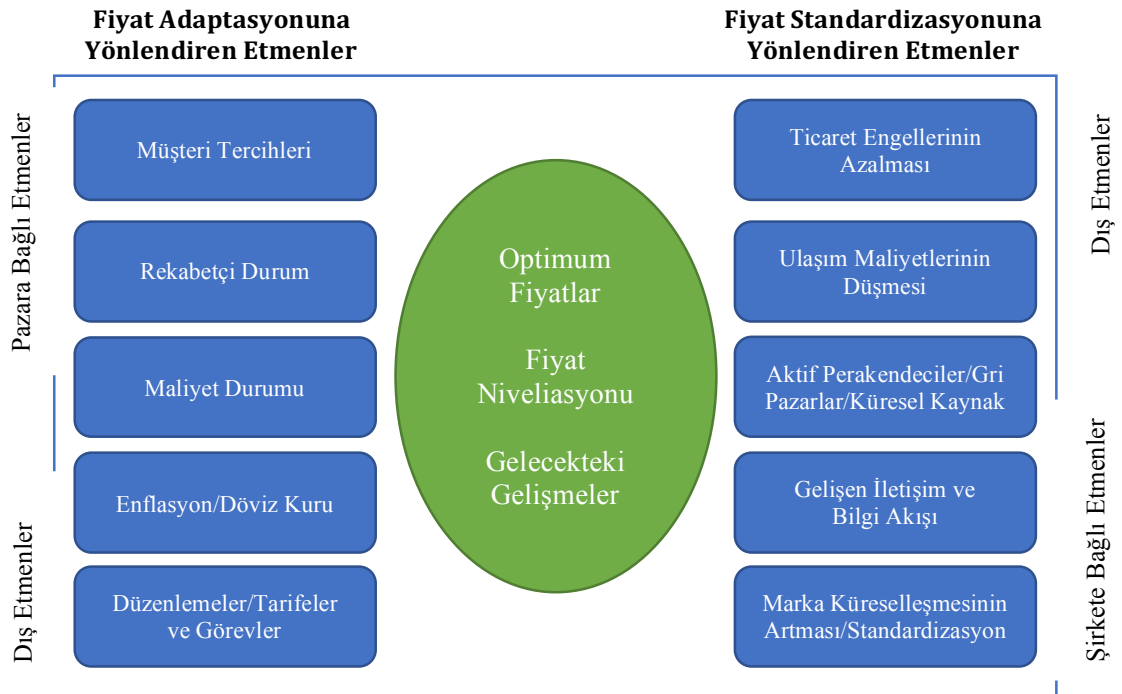 Fiyat Adaptasyonuna
Yönlendiren Etmenler
Fiyat Standardizasyonuna
Yönlendiren Etmenler
Pazara Bağlı Etmenler
Dış Etmenler
Müşteri Tercihleri
Rekabetçi Durum
Maliyet Durumu
Enflasyon/Döviz Kuru
Düzenlemeler/Tarifeler
ve Görevler
Optimum
Fiyatlar
Fiyat
Niveliasyonu
Gelecekteki
Gelişmeler
Ticaret Engellerinin
Azalması
Ulaşım Maliyetlerinin
Düşmesi
Aktif Perakendeciler/Gri
Pazarlar/Küresel Kaynak
Gelişen İletişim ve
Bilgi Akışı
Marka Küreselleşmesinin
Artması/Standardizasyon
Dış Etmenler
Şirkete Bağlı Etmenler